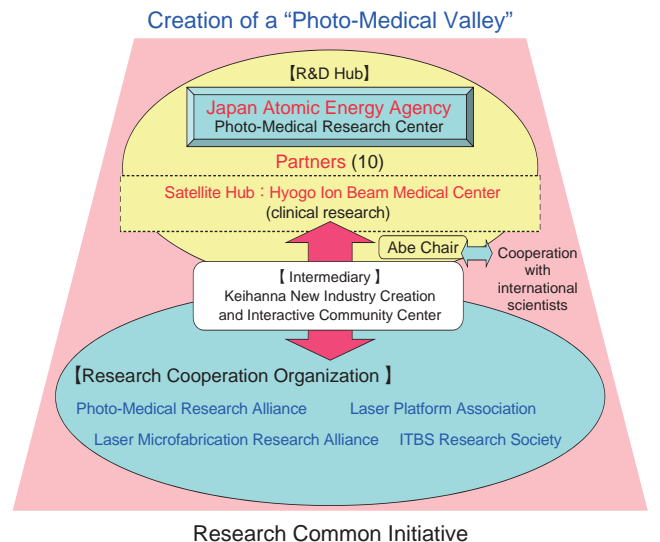 Creation of a “Photo-Medical Valley”
【R&D Hub】
Japan Atomic Energy Agency
Photo-Medical Research Center
Partners (10)
Satellite Hub：Hyogo Ion Beam Medical Center
(clinical research)
Abe Chair
Cooperation
with
international
scientists
【 Intermediary 】
Keihanna New Industry Creation
and Interactive Community Center
【Research Cooperation Organization 】
Photo-Medical Research Alliance
Laser Platform Association
Laser Microfabrication Research Alliance
ITBS Research Society
Research Common Initiative